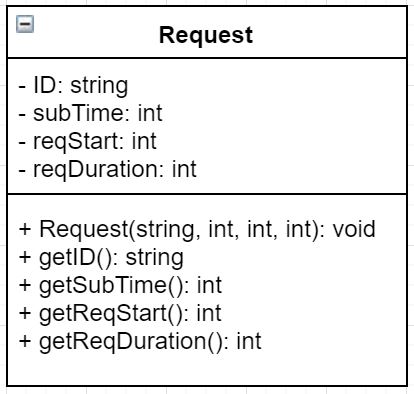 Request
- ID: string
- subTime: int
- reqStart: int
- reqDuration: int
+ Request(string, int, int, int): void
+ getID(): string
+ getSubTime(): int
+ getReqStart(): int
+ getReqDuration(): int